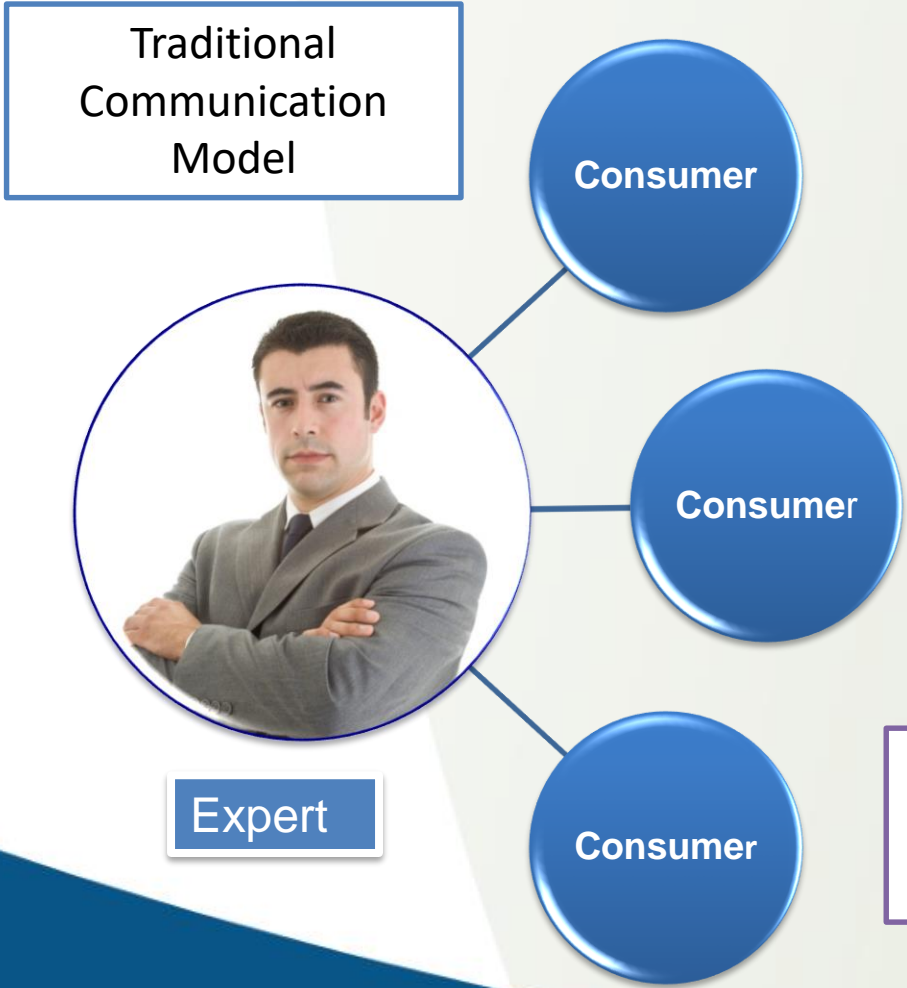 Traditional
Communication
Model
Consumer
Consumer
Expert
Consumer